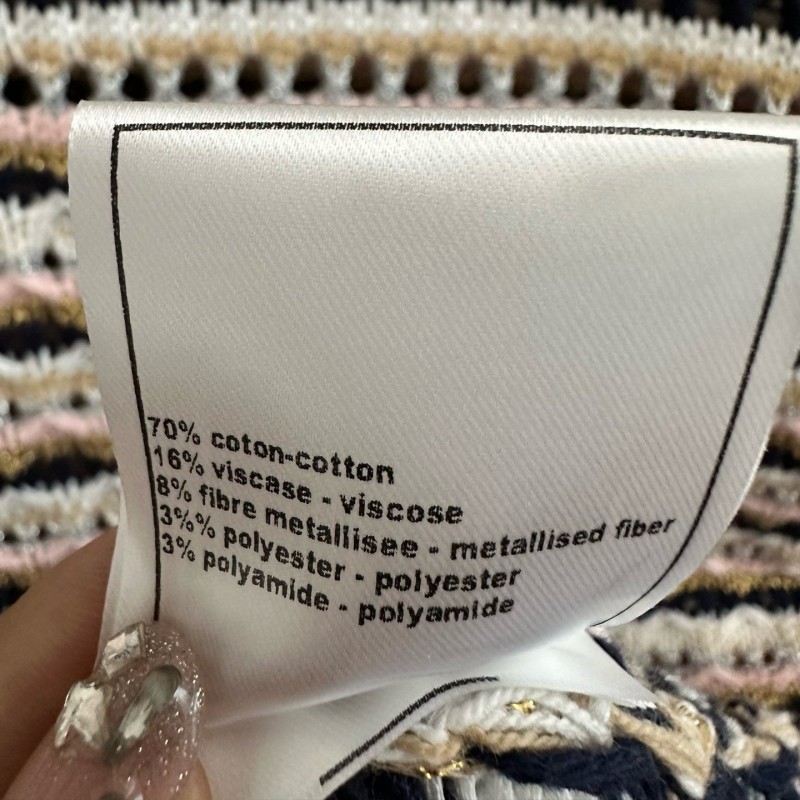 70% coton-cotton
16% viscase - viscose
8% fibre metallisee - metallised fiber
3%% polyester - polyester
3% polyamide - polyamide